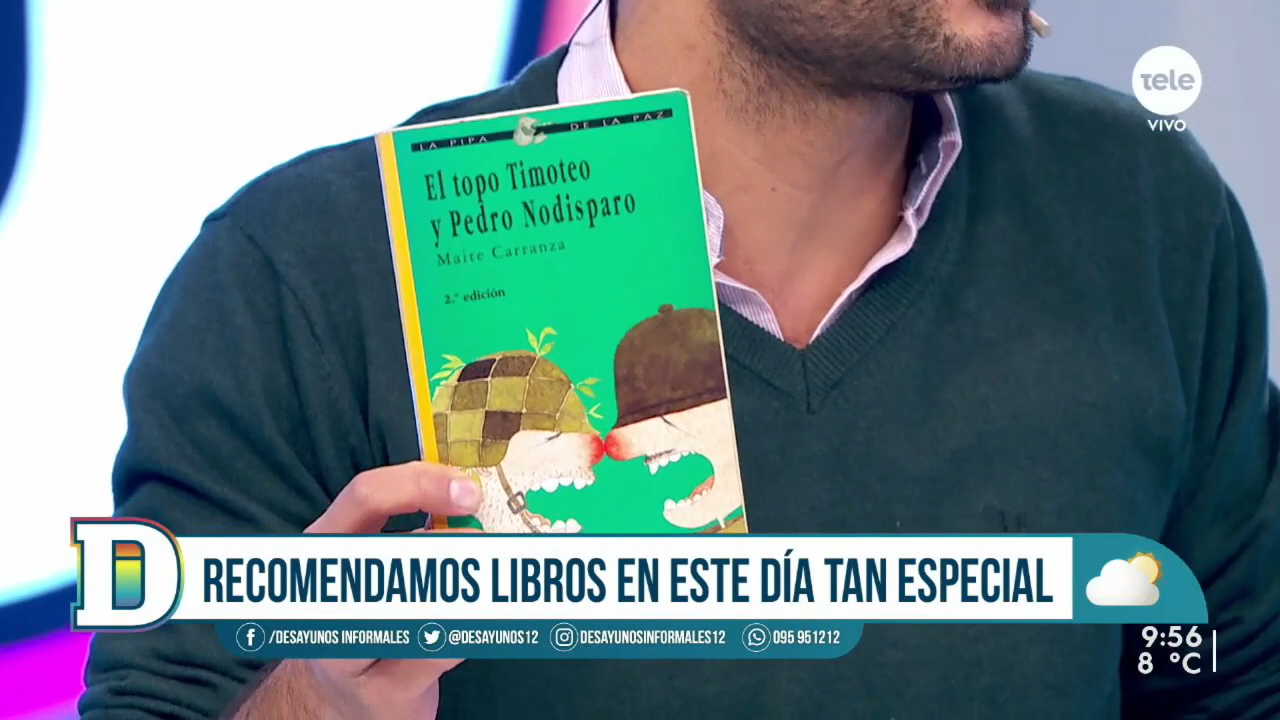 tele
VIVO
LA PIPA DE LA PAZ
El topo Timoteo
y Pedro Nodisparo
Maite Carranza
2.ª edición
D
RECOMENDAMOS LIBROS EN ESTE DÍA TAN ESPECIAL
/DESAYUNOS INFORMALES @DESAYUNOS12 DESAYUNOSINFORMALES12 095 951212
9:56
8 °C